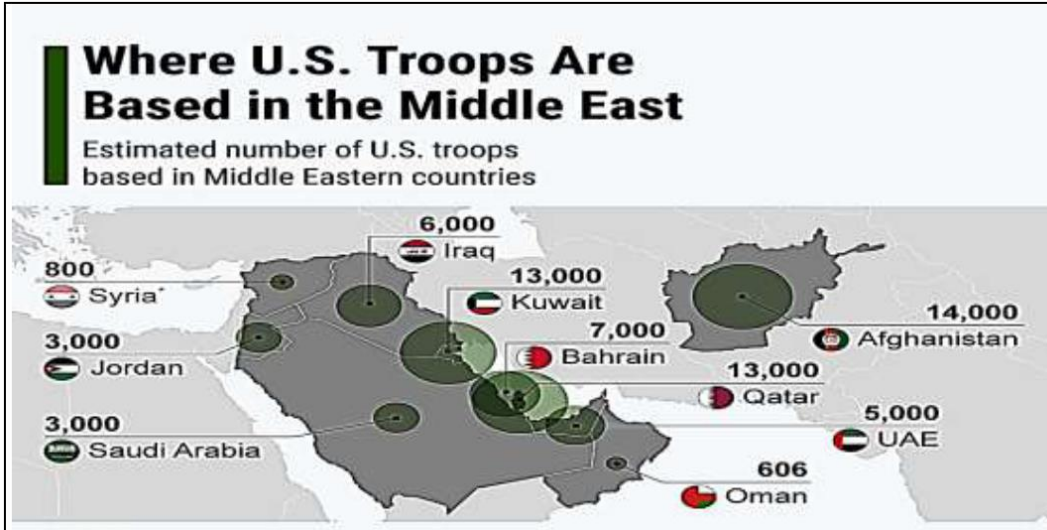 Where U.S. Troops Are
Based in the Middle East
Estimated number of U.S. troops
based in Middle Eastern countries
6,000
Iraq
800
Syria*
13,000
Kuwait
14,000
Afghanistan
7,000
Bahrain
3,000
Jordan
13,000
Qatar
3,000
Saudi Arabia
5,000
UAE
606
Oman